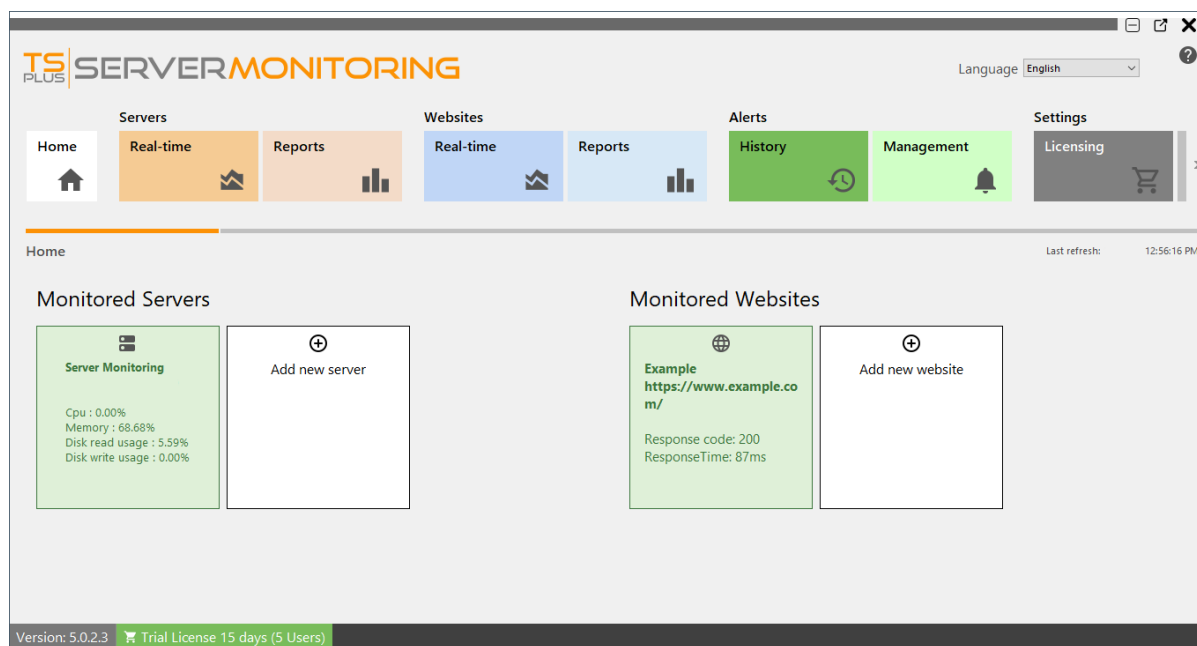 TS PLUS SERVERMONITORING
Language English
Servers
Websites
Alerts
Settings
Home
Real-time
Reports
Real-time
Reports
History
Management
Licensing
Home
Last refresh: 12:56:16 PM
Monitored Servers
Monitored Websites
Server Monitoring
Cpu : 0.00%
Memory : 68.68%
Disk read usage : 5.59%
Disk write usage : 0.00%
Add new server
Example
https://www.example.co
m/
Response code: 200
ResponseTime: 87ms
Add new website
Version: 5.0.2.3
Trial License 15 days (5 Users)